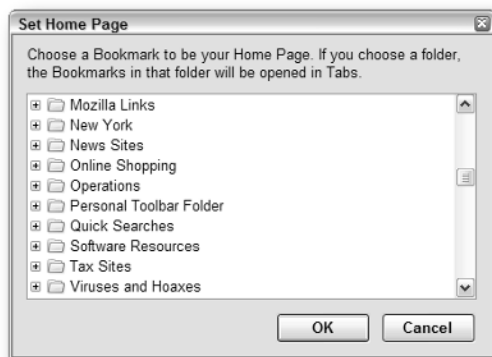 Set Home Page
Choose a Bookmark to be your Home Page. If you choose a folder,
the Bookmarks in that folder will be opened in Tabs.
Mozilla Links
New York
News Sites
Online Shopping
Operations
Personal Toolbar Folder
Quick Searches
Software Resources
Tax Sites
Viruses and Hoaxes
OK Cancel